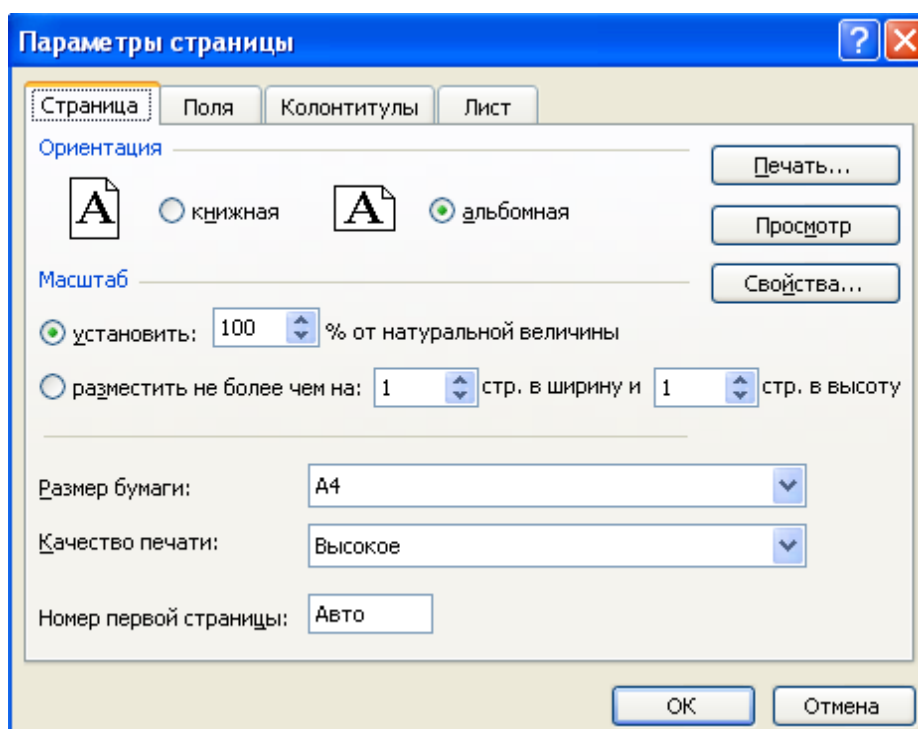 Параметры страницы
Страница Поля Колонтитулы Лист
Ориентация
A книжная A альбомная
Печать...
Просмотр
Масштаб
Свойства...
установить: 100 % от натуральной величины
разместить не более чем на: 1 стр. в ширину и 1 стр. в высоту
Размер бумаги: A4
Качество печати: Высокое
Номер первой страницы: Авто
ОК Отмена